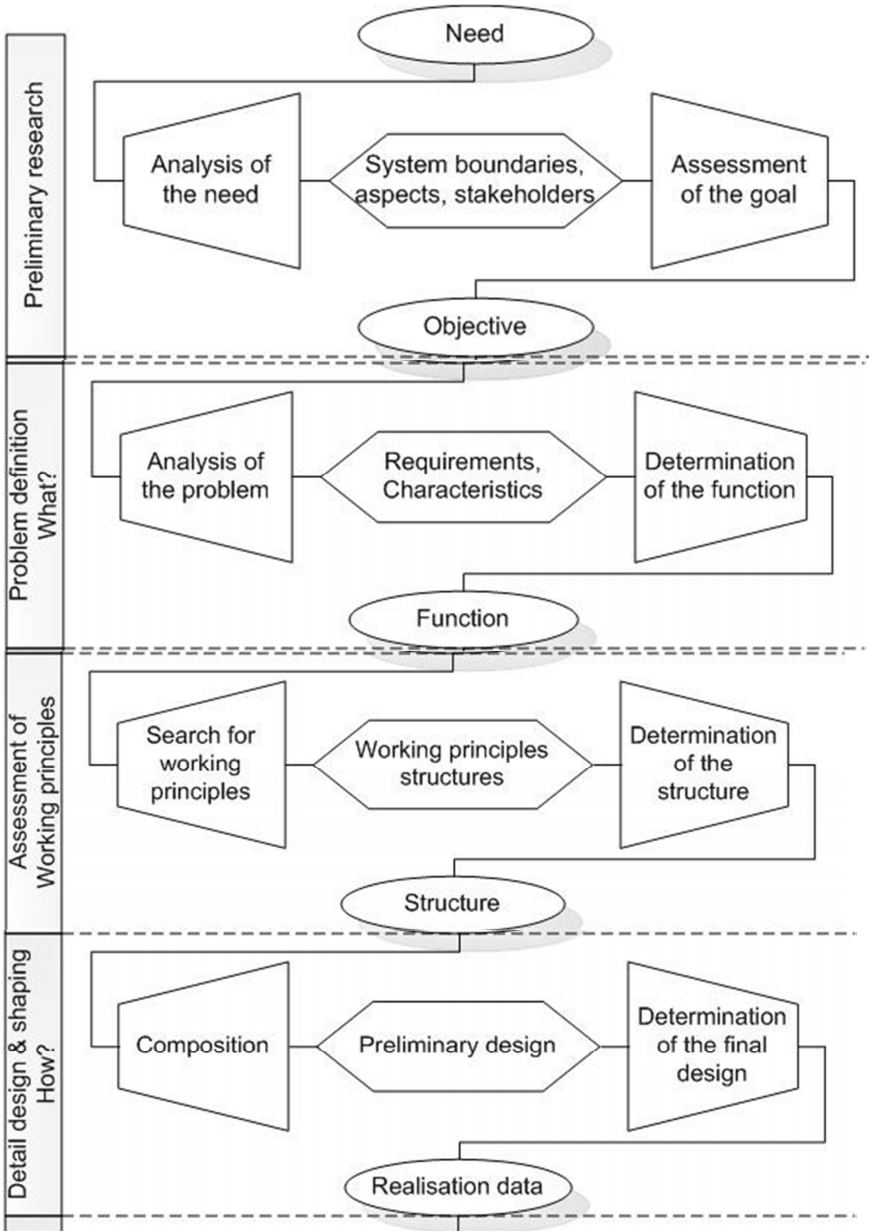 Need
Preliminary research
Analysis of
the need
System boundaries,
aspects, stakeholders
Assessment
of the goal
Objective
Problem definition
What?
Analysis of
the problem
Requirements,
Characteristics
Determination
of the function
Function
Assessment of
Working principles
Search for
working
principles
Working principles
structures
Determination
of the
structure
Structure
Detail design & shaping
How?
Composition
Preliminary design
Determination
of the final
design
Realisation data